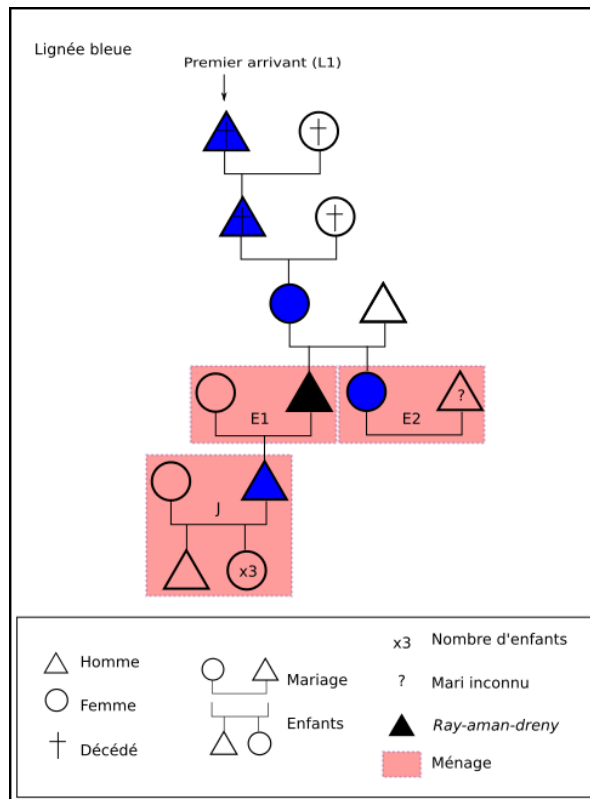 Lignée bleue
Premier arrivant (L1)
E1
E2
?
J
x3
Homme
Femme
Décédé
Mariage
Enfants
x3 Nombre d'enfants
? Mari inconnu
Ray-aman-dreny
Ménage